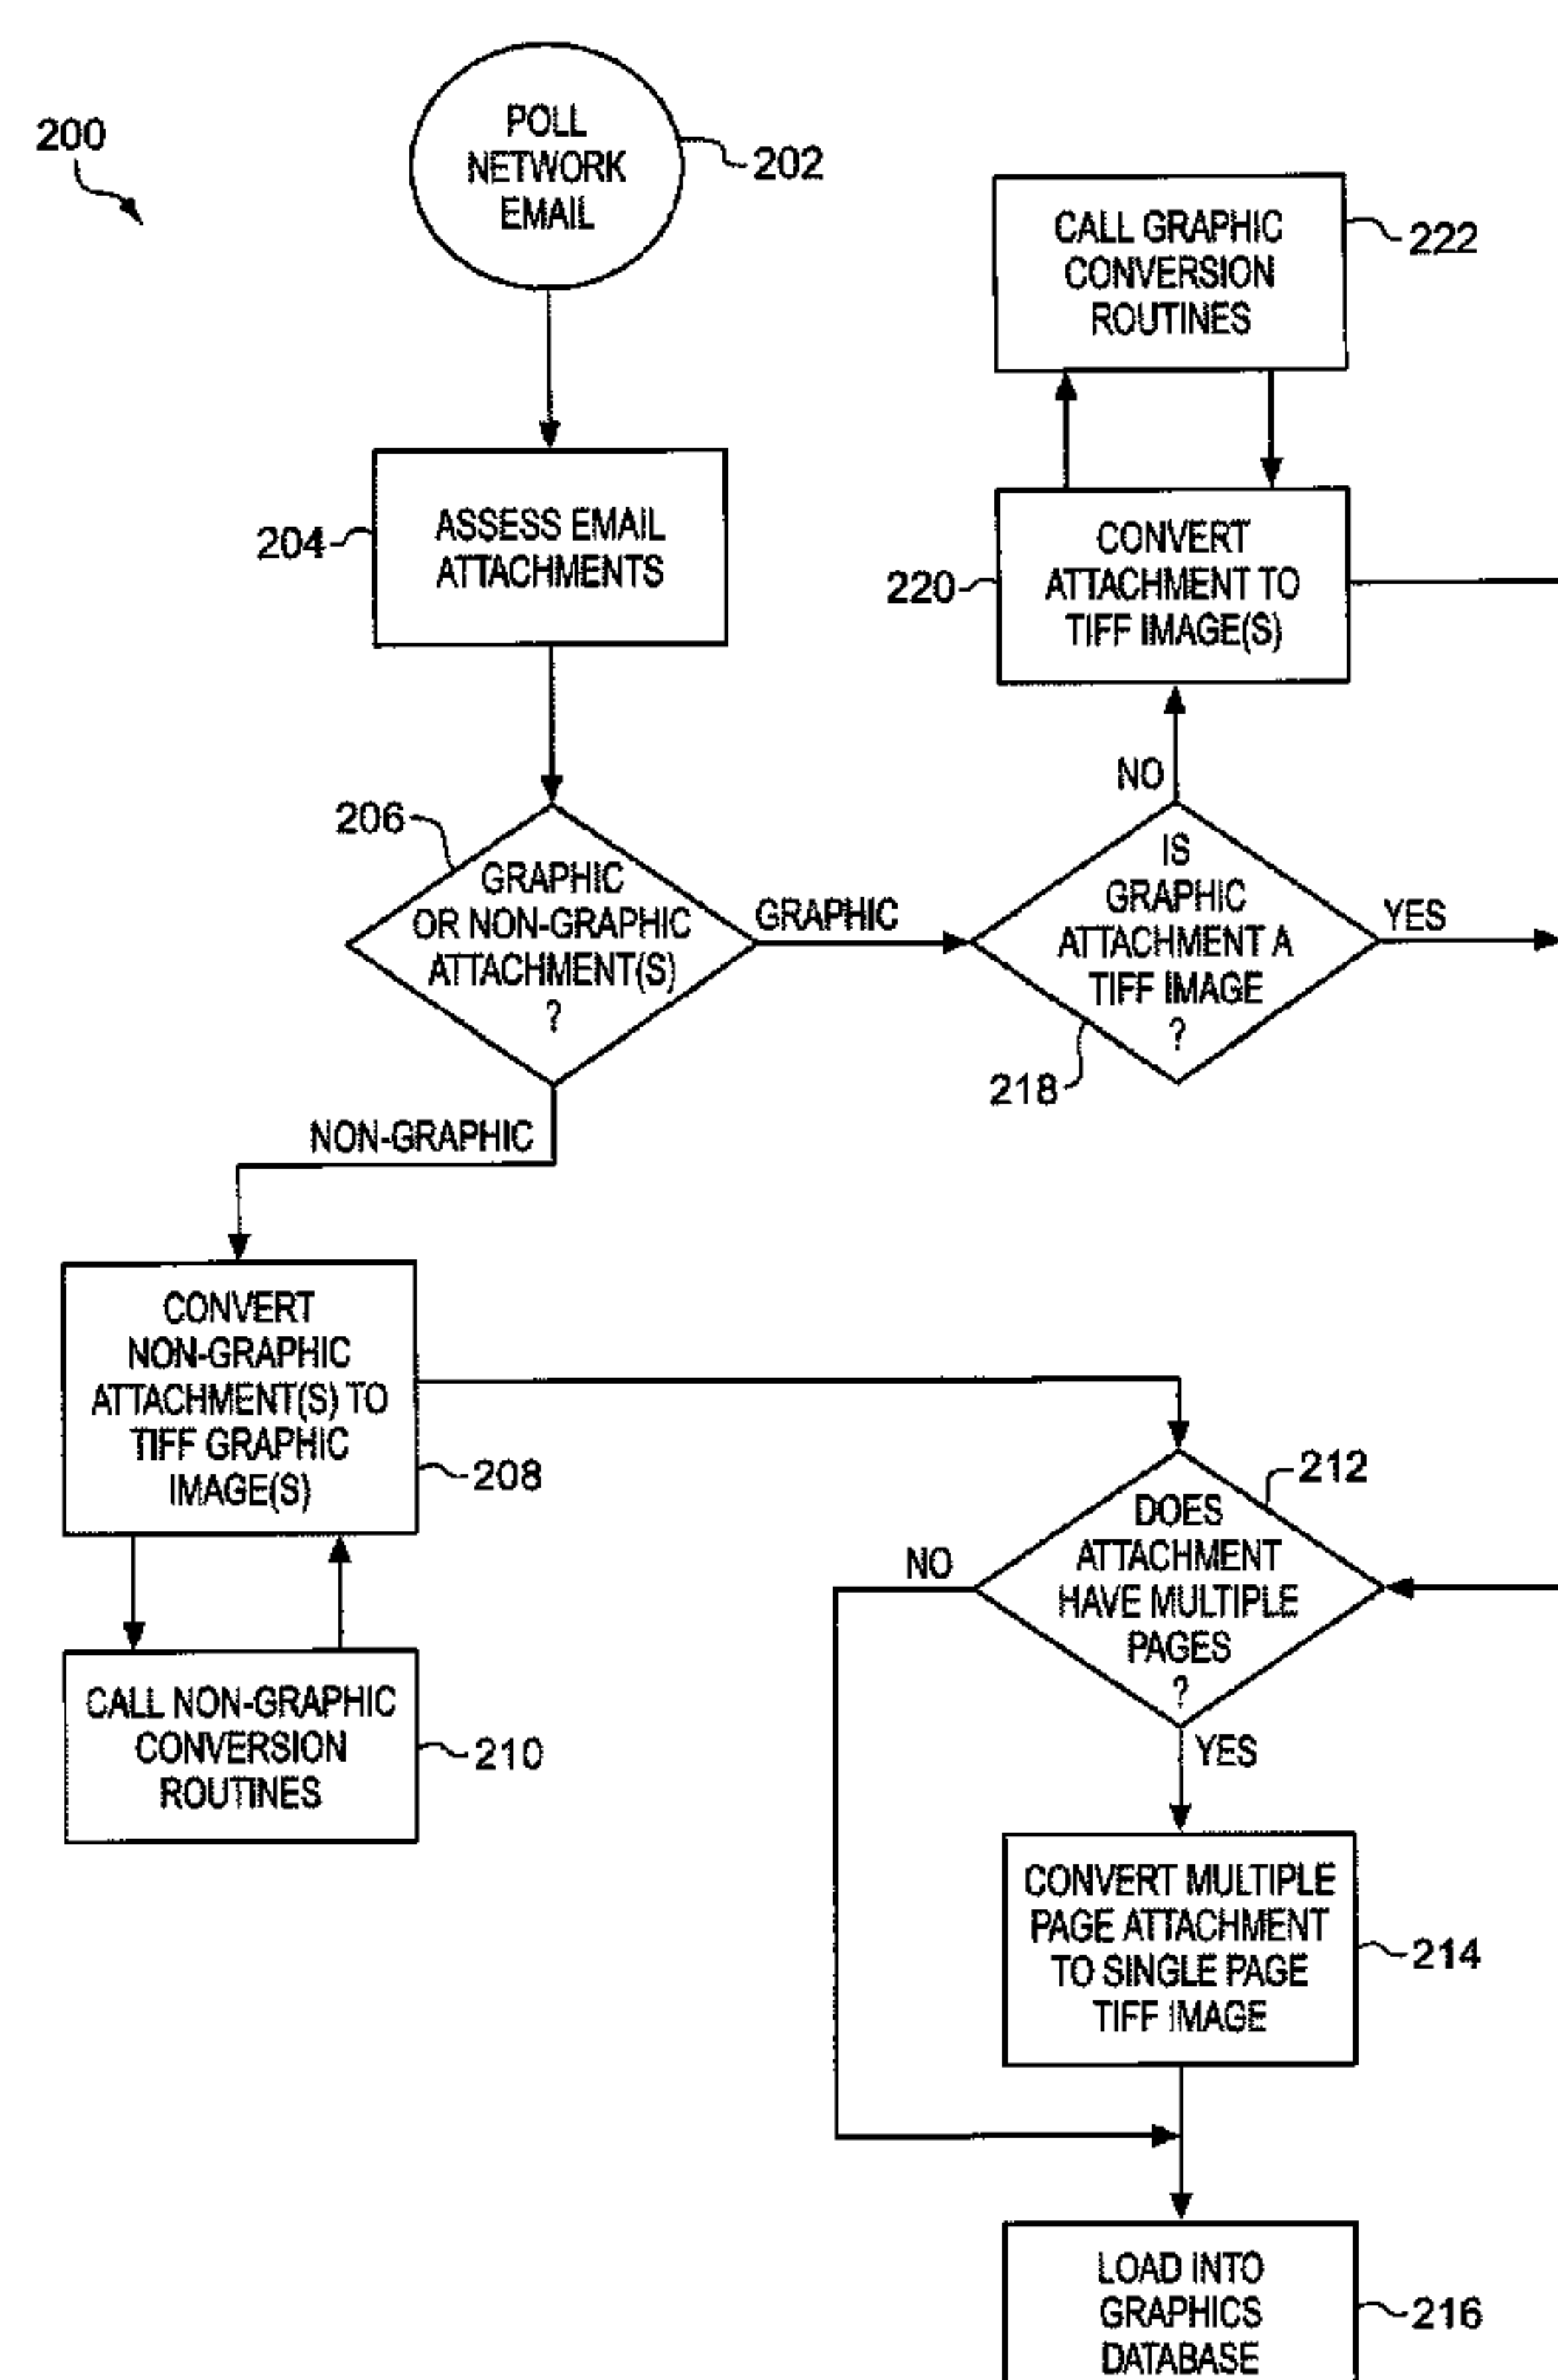 200
POLL
NETWORK
EMAIL
202
ASSESS EMAIL
ATTACHMENTS
204
206
GRAPHIC
OR NON-GRAPHIC
ATTACHMENT(S)
?
GRAPHIC
NON-GRAPHIC
CALL GRAPHIC
CONVERSION
ROUTINES
222
CONVERT
ATTACHMENT TO
TIFF IMAGE(S)
220
NO
IS
GRAPHIC
ATTACHMENT A
TIFF IMAGE
?
YES
218
CONVERT
NON-GRAPHIC
ATTACHMENT(S) TO
TIFF GRAPHIC
IMAGE(S)
208
CALL NON-GRAPHIC
CONVERSION
ROUTINES
210
212
DOES
ATTACHMENT
HAVE MULTIPLE
PAGES
?
NO
YES
CONVERT MULTIPLE
PAGE ATTACHMENT
TO SINGLE PAGE
TIFF IMAGE
214
LOAD INTO
GRAPHICS
DATABASE
216